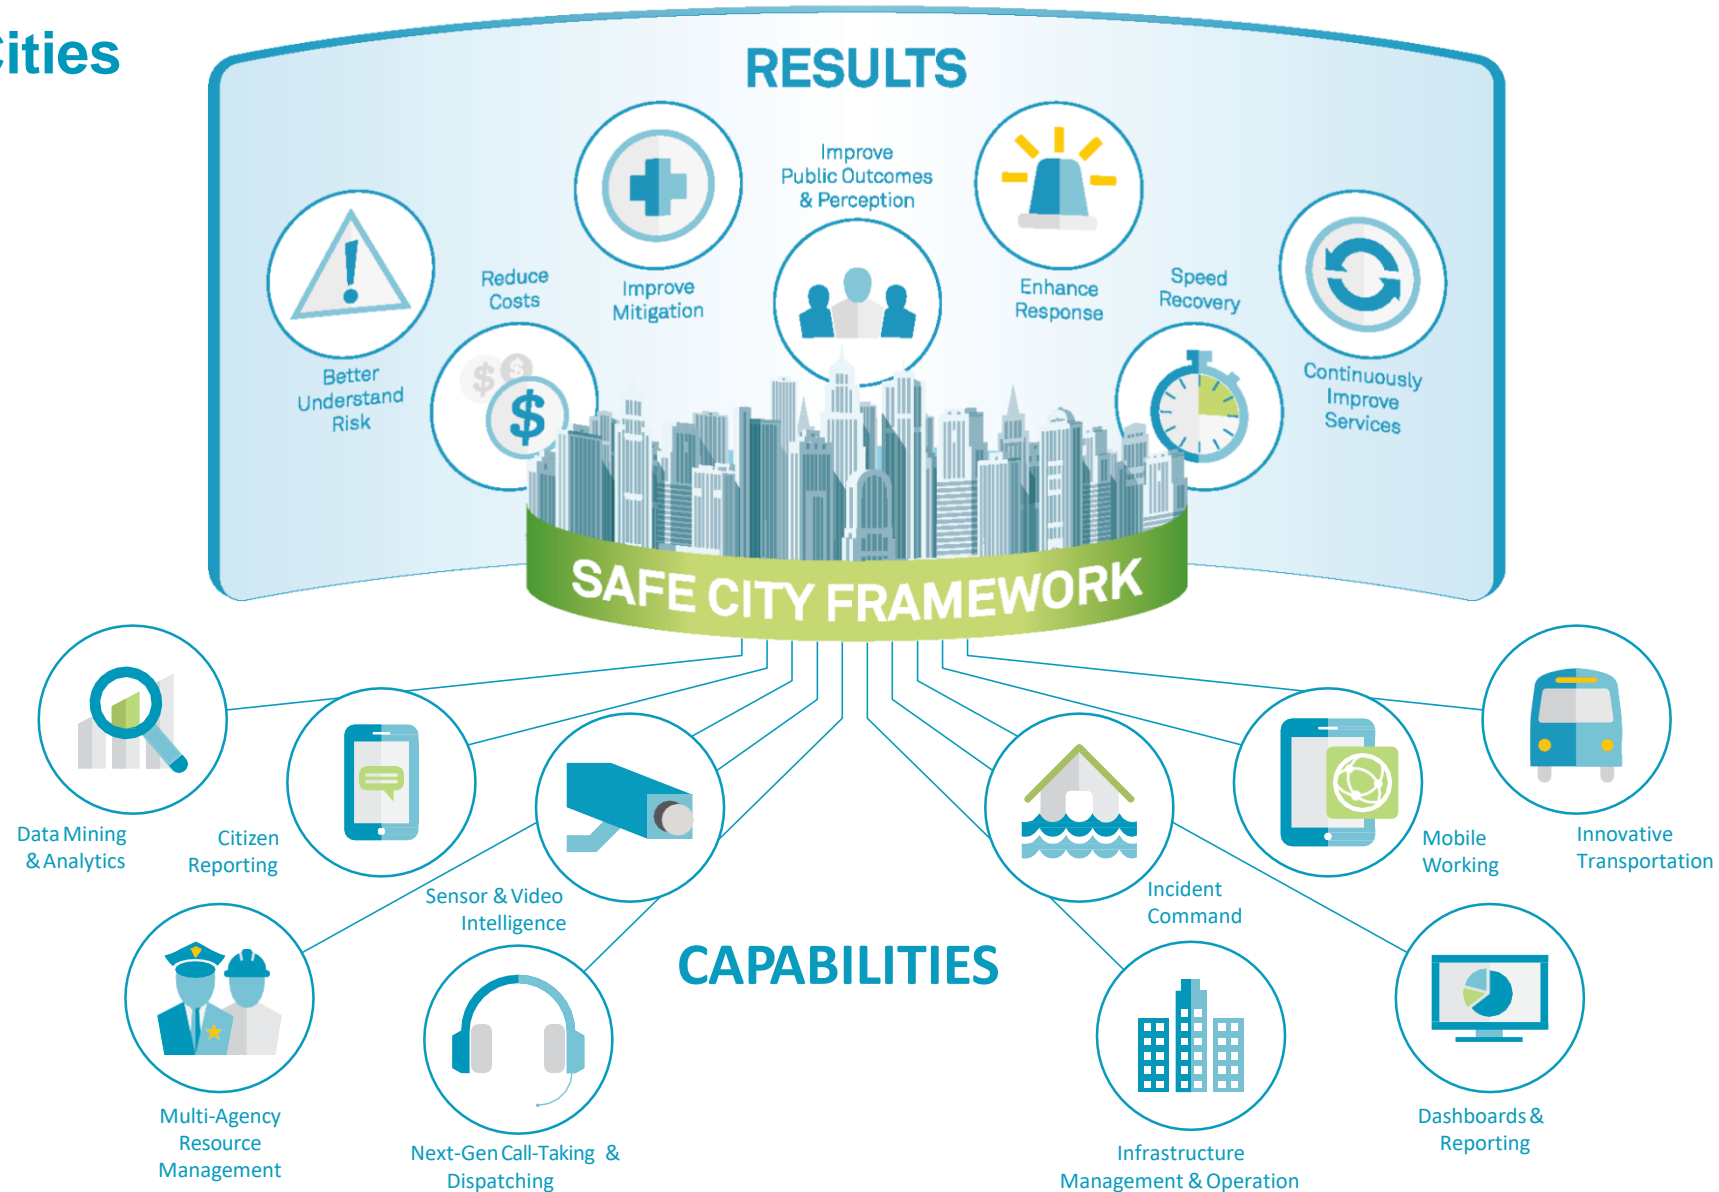 Cities
RESULTS
Improve
Public Outcomes
& Perception
Better
Understand
Risk
Reduce
Costs
$
$
$
Improve
Mitigation
Enhance
Response
Speed
Recovery
Continuously
Improve
Services
SAFE CITY FRAMEWORK
Data Mining
& Analytics
Citizen
Reporting
Sensor & Video
Intelligence
Incident
Command
Mobile
Working
Innovative
Transportation
CAPABILITIES
Multi-Agency
Resource
Management
Next-Gen Call-Taking &
Dispatching
Infrastructure
Management & Operation
Dashboards &
Reporting